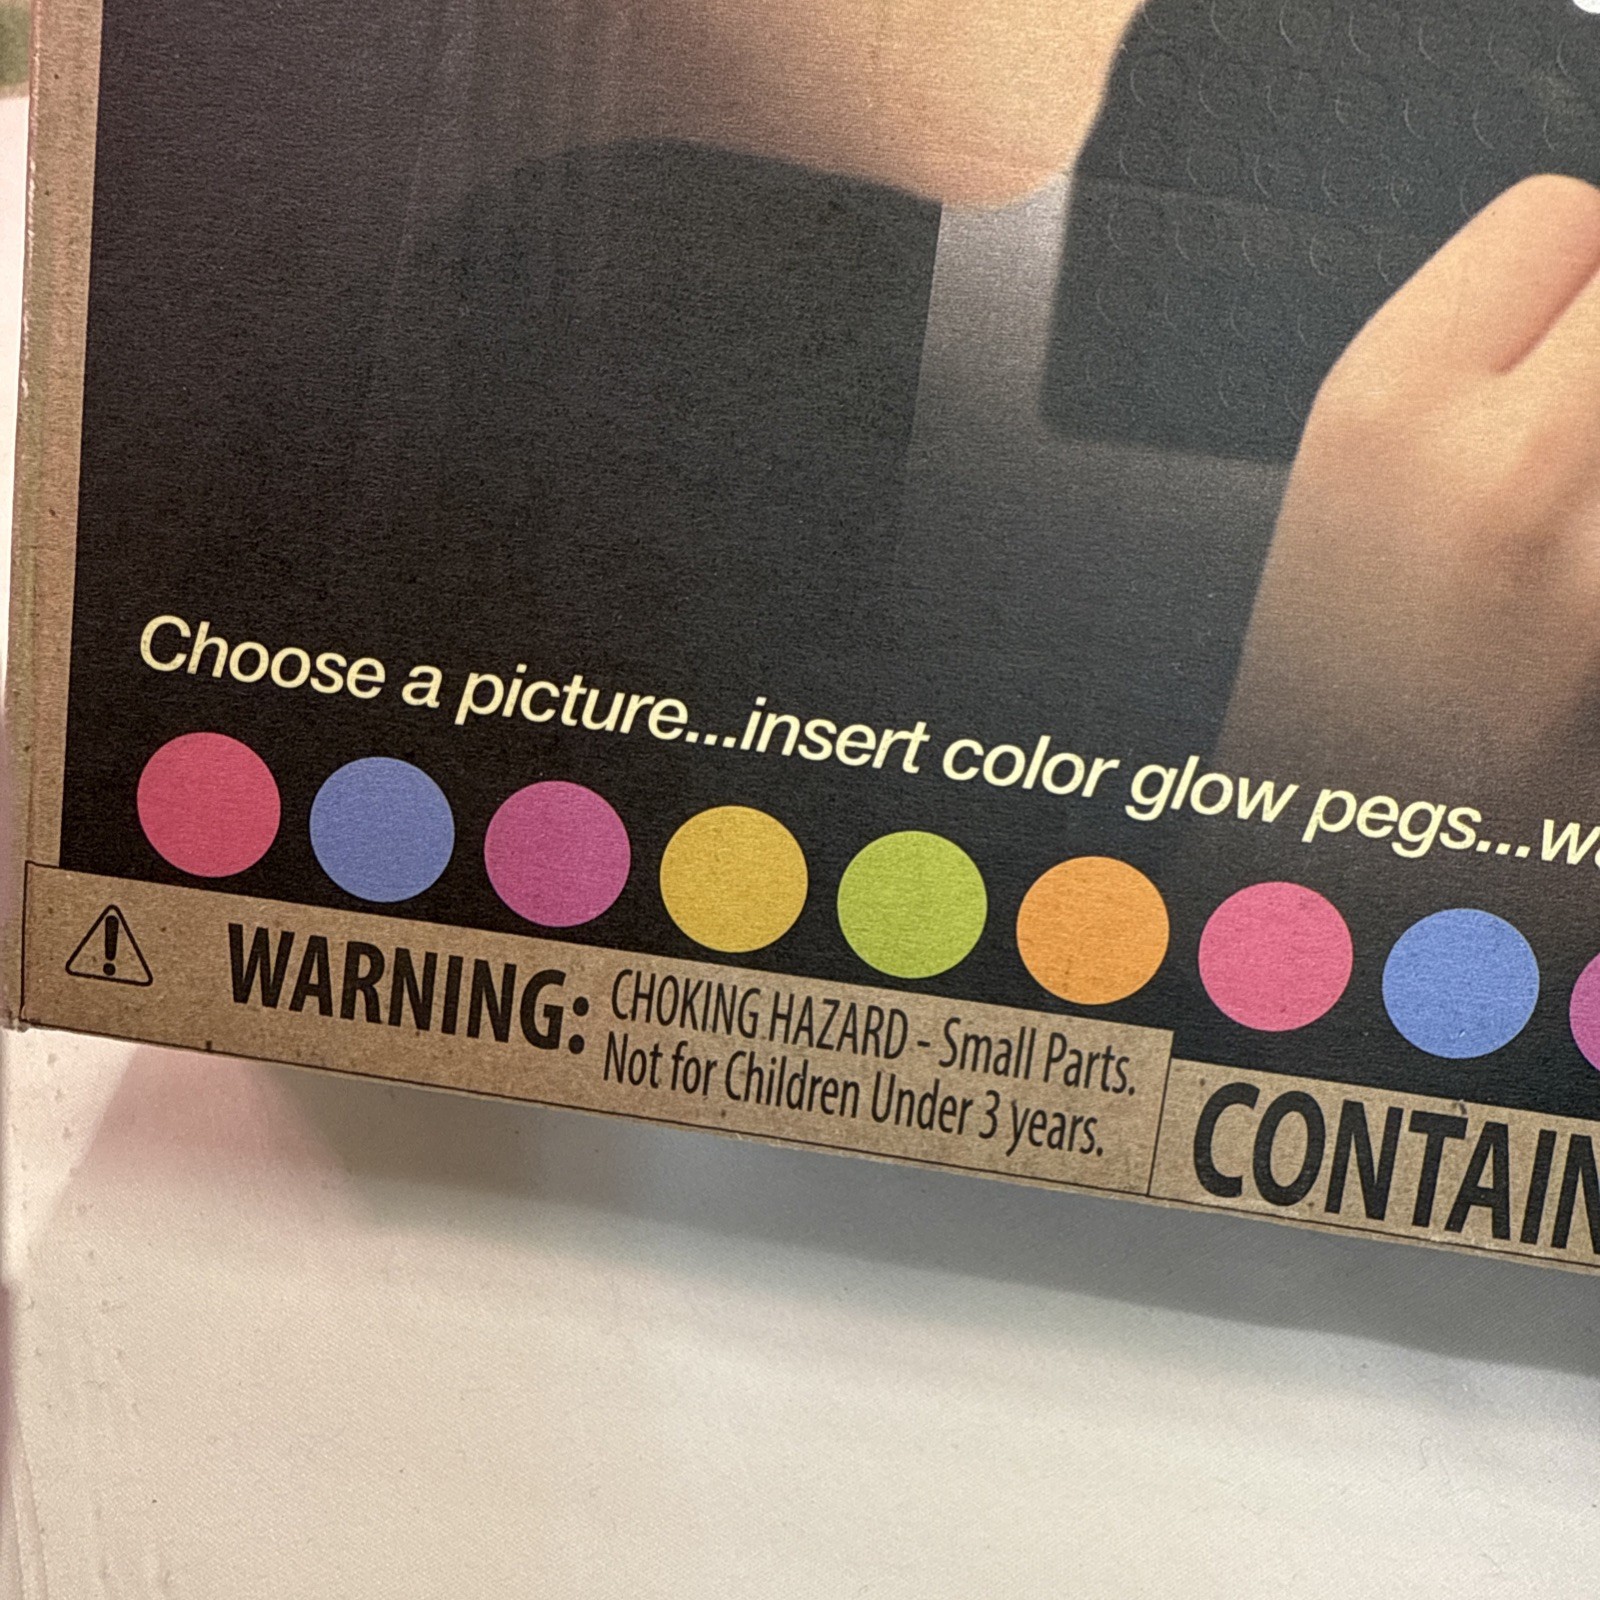 Choose a picture...insert color glow pegs...
WARNING: CHOKING HAZARD - Small Parts.
Not for Children Under 3 years.